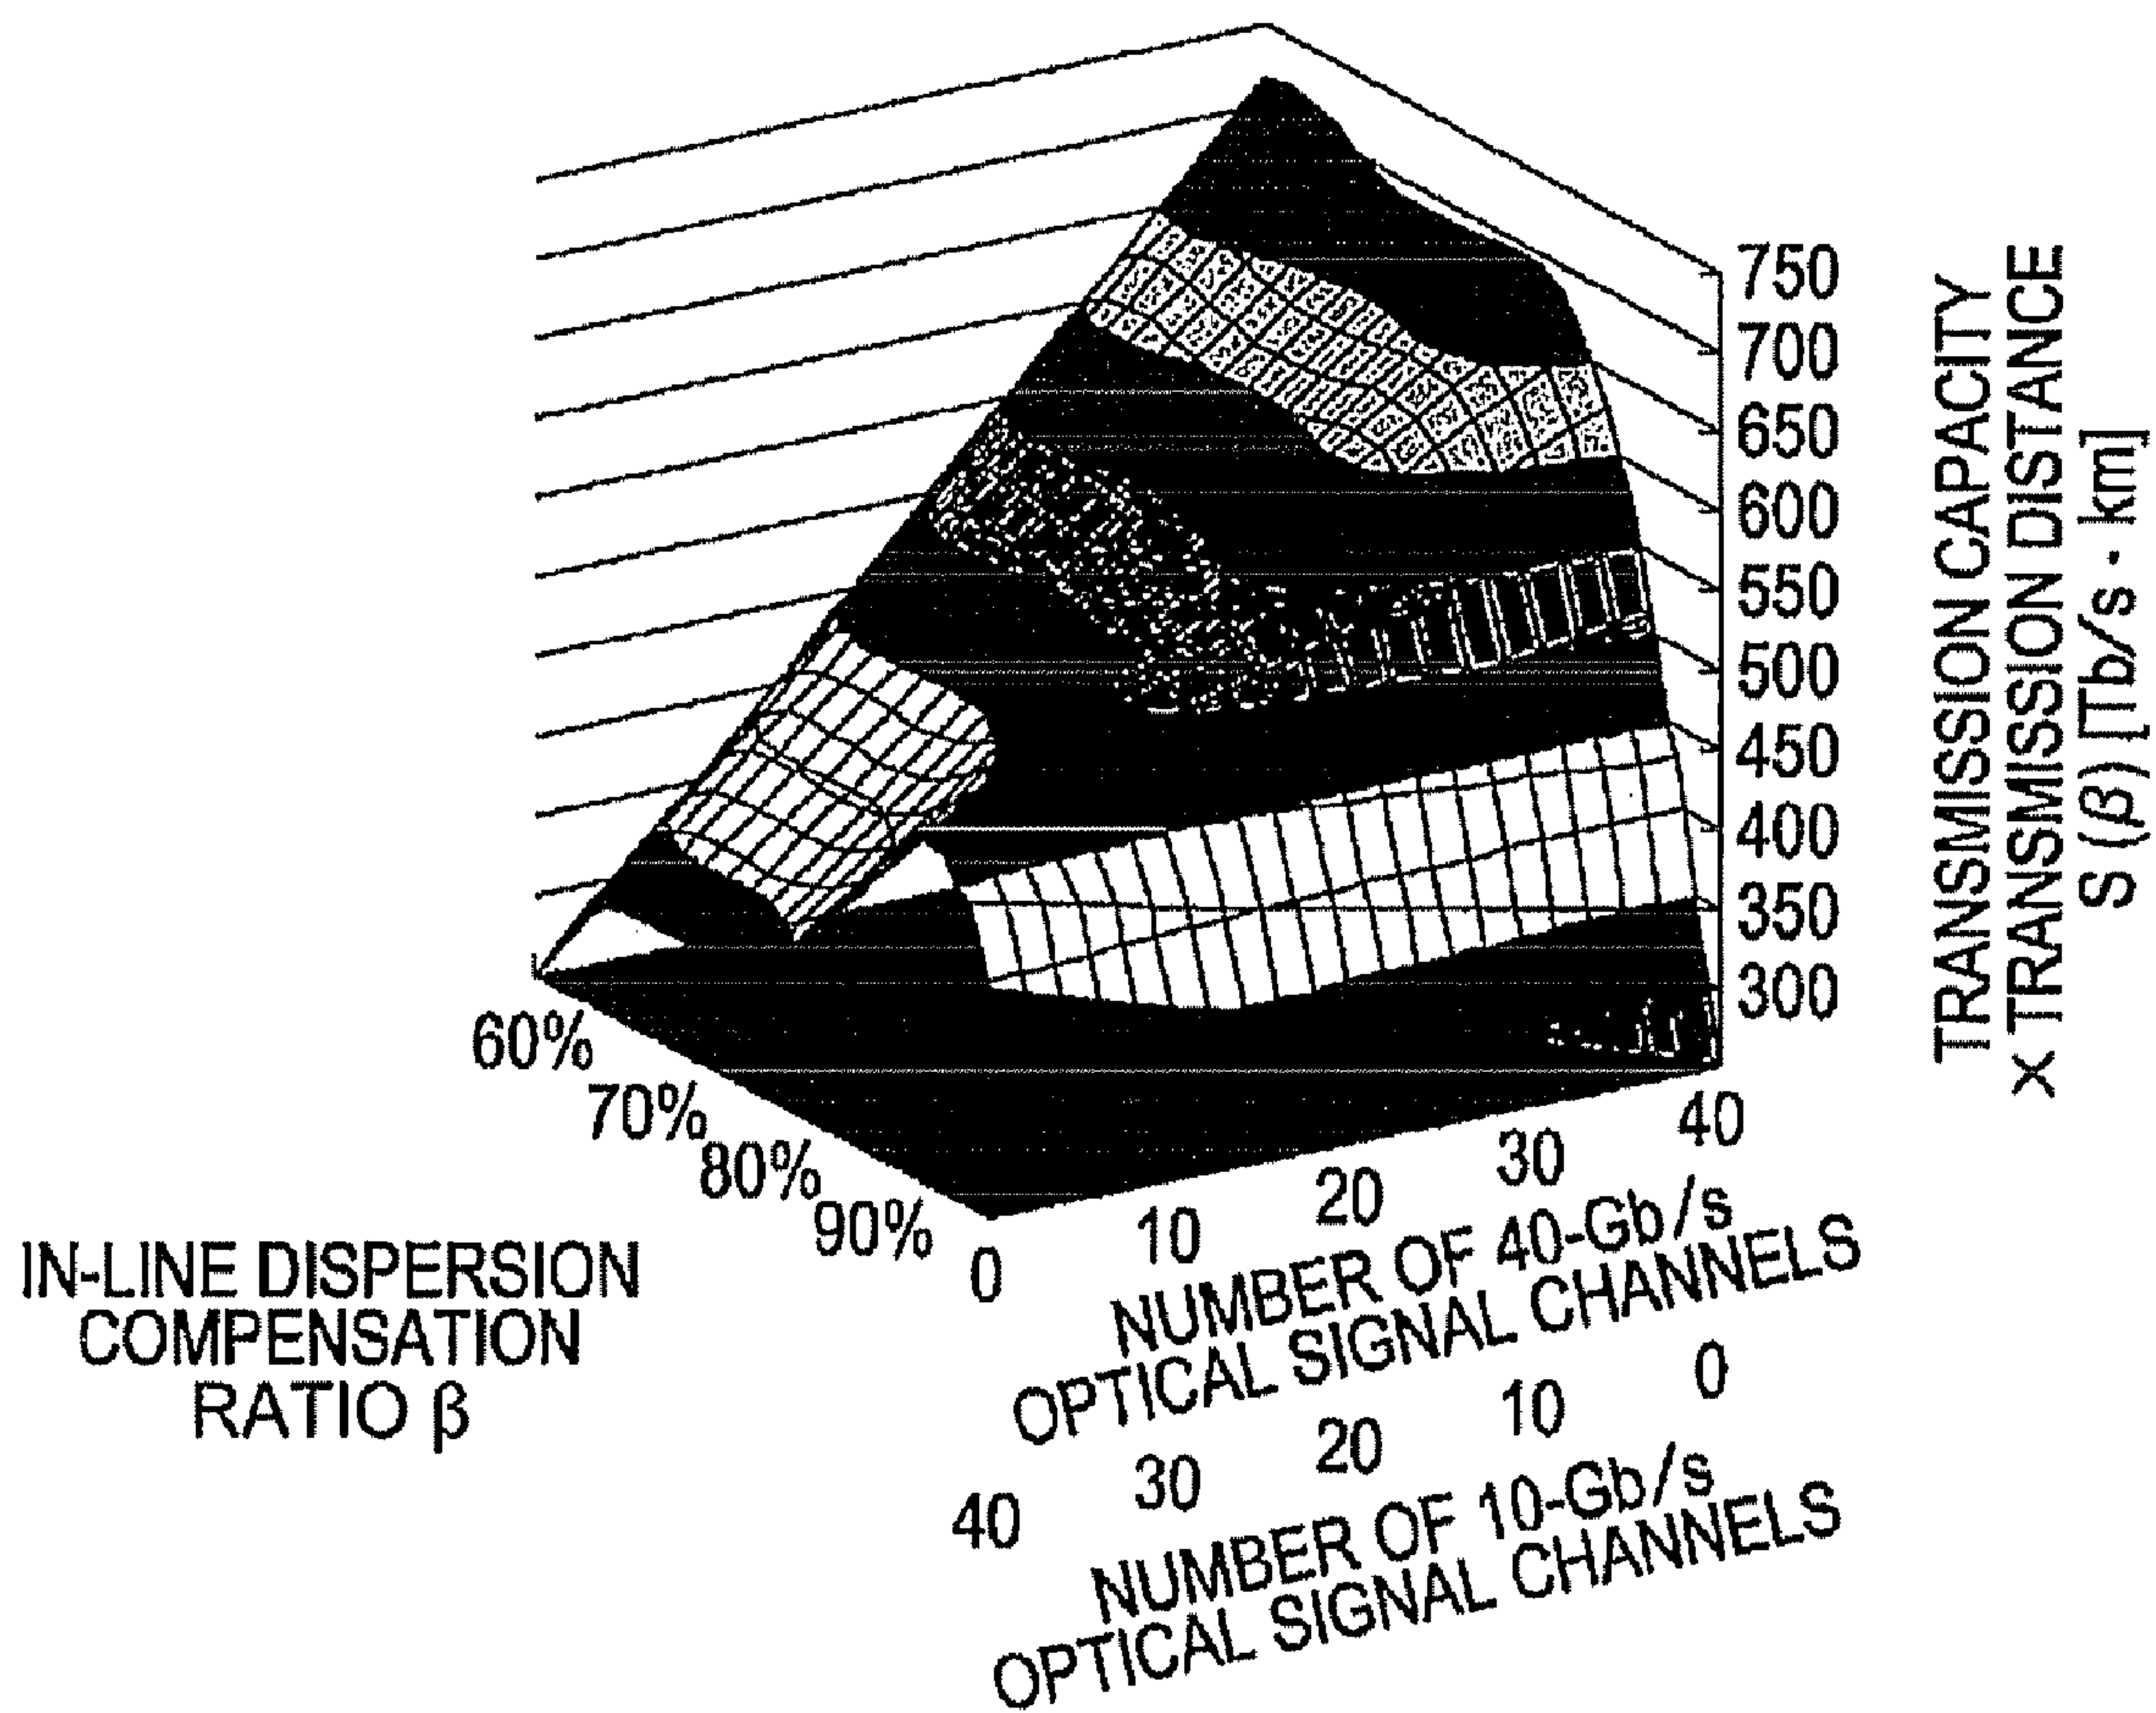 750
700
650
600
550
500
450
400
350
300
TRANSMISSION CAPACITY
x TRANSMISSION DISTANCE
S (β) [Tb/s · km]
60%
70%
80%
90%
IN-LINE DISPERSION
COMPENSATION
RATIO β
0 10 20 30 40
NUMBER OF 40-Gb/s
OPTICAL SIGNAL CHANNELS
40 30 20 10 0
NUMBER OF 10-Gb/s
OPTICAL SIGNAL CHANNELS